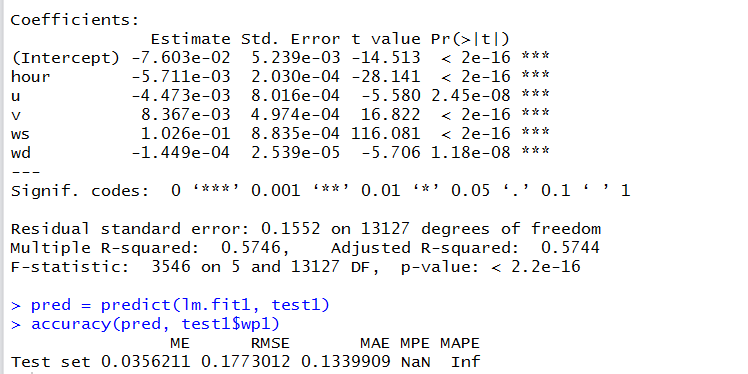 Coefficients:
Estimate Std. Error t value Pr(>|t|)
(Intercept) -7.603e-02 5.239e-03 -14.513 < 2e-16 ***
hour -5.711e-03 2.030e-04 -28.141 < 2e-16 ***
u -4.473e-03 8.016e-04 -5.580 2.45e-08 ***
v 8.367e-03 4.974e-04 16.822 < 2e-16 ***
ws 1.026e-01 8.835e-04 116.081 < 2e-16 ***
wd -1.449e-04 2.539e-05 -5.706 1.18e-08 ***
---
Signif. codes: 0 ‘***’ 0.001 ‘**’ 0.01 ‘*’ 0.05 ‘.’ 0.1 ‘ ’ 1
Residual standard error: 0.1552 on 13127 degrees of freedom
Multiple R-squared: 0.5746, Adjusted R-squared: 0.5744
F-statistic: 3546 on 5 and 13127 DF, p-value: < 2.2e-16
> pred = predict(lm.fit1, test1)
> accuracy(pred, test1$wp1)
ME RMSE MAE MPE MAPE
Test set 0.0356211 0.1773012 0.1339909 NaN Inf